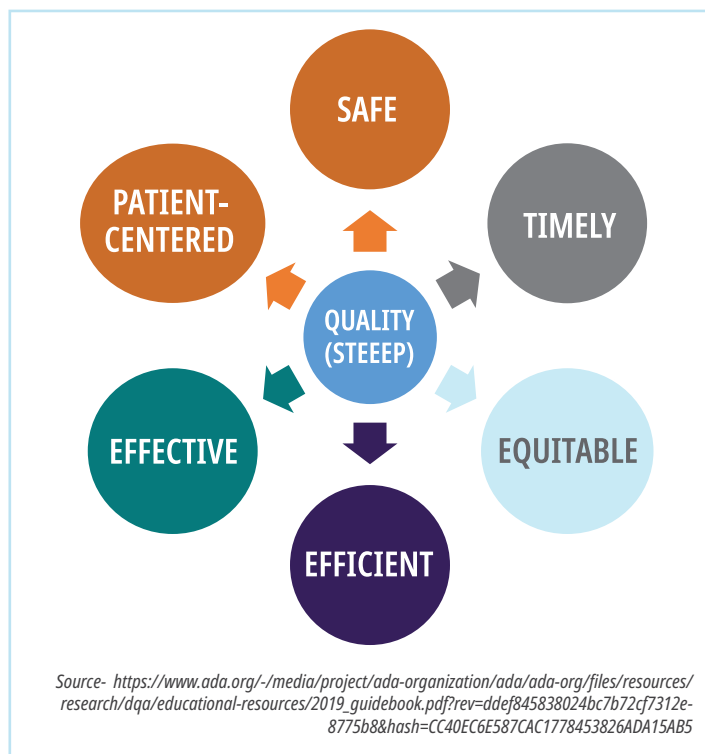 SAFE
TIMELY
EQUITABLE
EFFICIENT
EFFECTIVE
PATIENT-
CENTERED
QUALITY
(STEEEP)
Source- https://www.ada.org/-/media/project/ada-organization/ada/ada-org/files/resources/
research/dqa/educational-resources/2019_guidebook.pdf?rev=ddef845838024bc7b72cf7312e-
8775b8&hash=CC40EC6E587CAC1778453826ADA15AB5